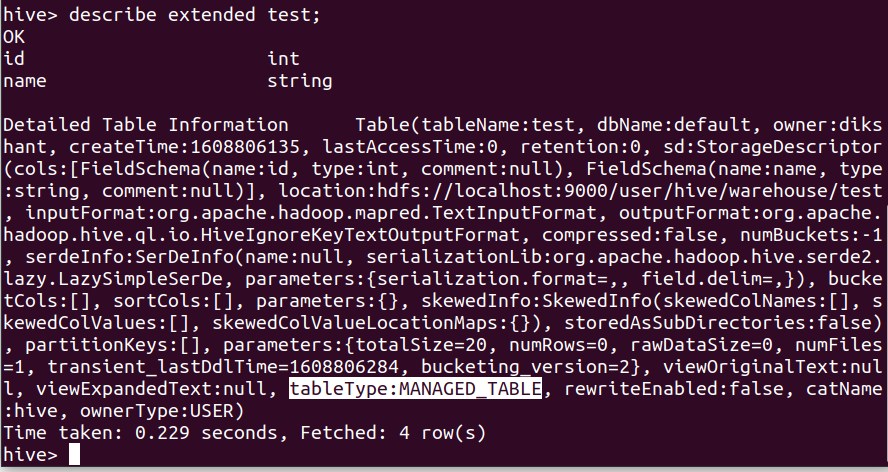 hive> describe extended test;
OK
id                      int
name                    string
Detailed Table Information      Table(tableName:test, dbName:default, owner:diks
hant, createTime:1608806135, lastAccessTime:0, retention:0, sd:StorageDescriptor
(cols:[FieldSchema(name:id, type:int, comment:null), FieldSchema(name:name, type
:string, comment:null)], location:hdfs://localhost:9000/user/hive/warehouse/test
, inputFormat:org.apache.hadoop.mapred.TextInputFormat, outputFormat:org.apache.
hadoop.hive.ql.io.HiveIgnoreKeyTextOutputFormat, compressed:false, numBuckets:-1
, serdeInfo:SerDeInfo(name:null, serializationLib:org.apache.hadoop.hive.serde2.
lazy.LazySimpleSerDe, parameters:{serialization.format=,, field.delim=,}), bucke
tCols:[], sortCols:[], parameters:{}, skewedInfo:SkewedInfo(skewedColNames:[], s
kewedColValues:[], skewedColValueLocationMaps:{}), storedAsSubDirectories:false)
, partitionKeys:[], parameters:{totalSize=20, numRows=0, rawDataSize=0, numFiles
=1, transient_lastDdlTime=1608806284, bucketing_version=2}, viewOriginalText:nul
l, viewExpandedText:null, tableType:MANAGED_TABLE, rewriteEnabled:false, catName
:hive, ownerType:USER)
Time taken: 0.229 seconds, Fetched: 4 row(s)
hive>